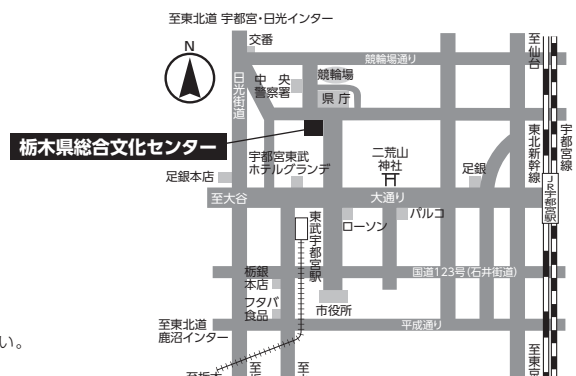 至東北道 宇都宮・日光インター
交番
N
至仙台
競輪場通り
日光街道
中央
警察署
競輪場
県庁
栃木県総合文化センター
東北新幹線
宇都宮線
宇都宮東武
ホテルグランデ
二荒山
神社
足銀本店
足銀
至大谷
大通り
JR宇都宮駅
ローソン
パルコ
東武宇都宮駅
栃銀
本店
国道123号(石井街道)
フタバ
食品
市役所
至東北道
鹿沼インター
平成通り
い。
至栃木
至
至
至東京